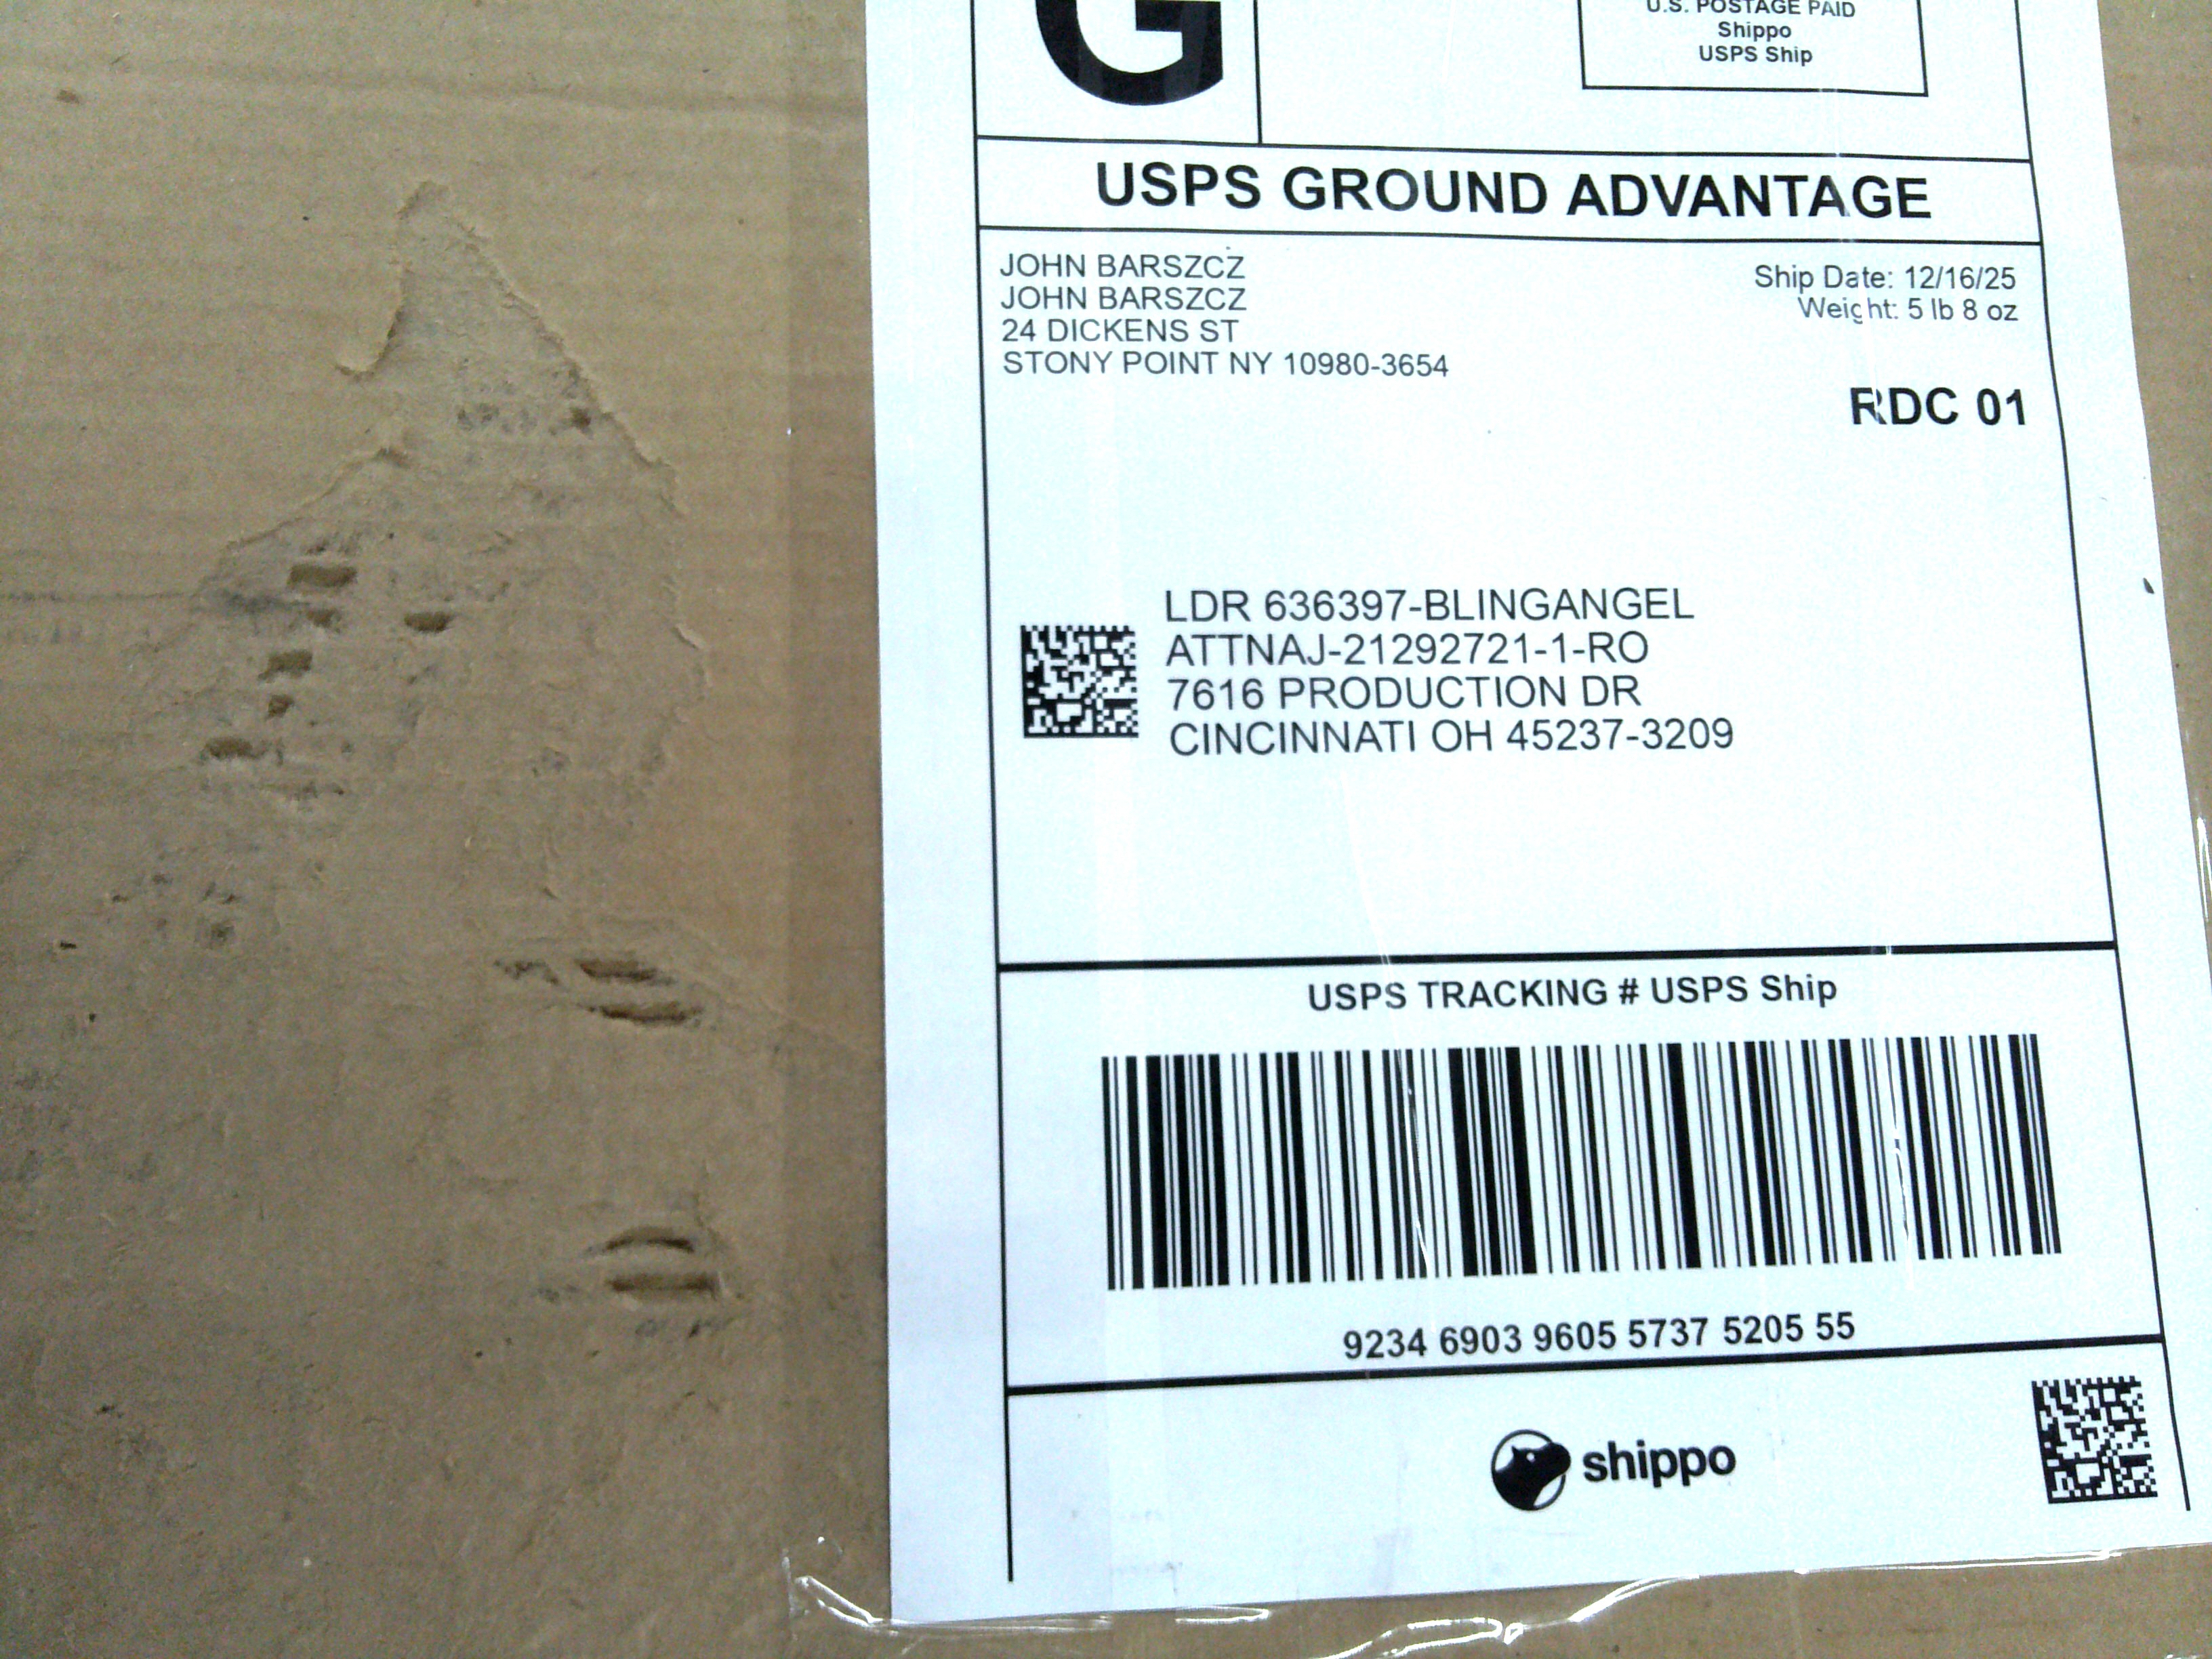 G
U.S. POSTAGE PAID
Shippo
USPS Ship
USPS GROUND ADVANTAGE
JOHN BARSZCZ
JOHN BARSZCZ
24 DICKENS ST
STONY POINT NY 10980-3654
Ship Date: 12/16/25
Weight: 5 lb 8 oz
RDC 01
LDR 636397-BLINGANGEL
ATTNAJ-21292721-1-RO
7616 PRODUCTION DR
CINCINNATI OH 45237-3209
USPS TRACKING # USPS Ship
9234 6903 9605 5737 5205 55
shippo